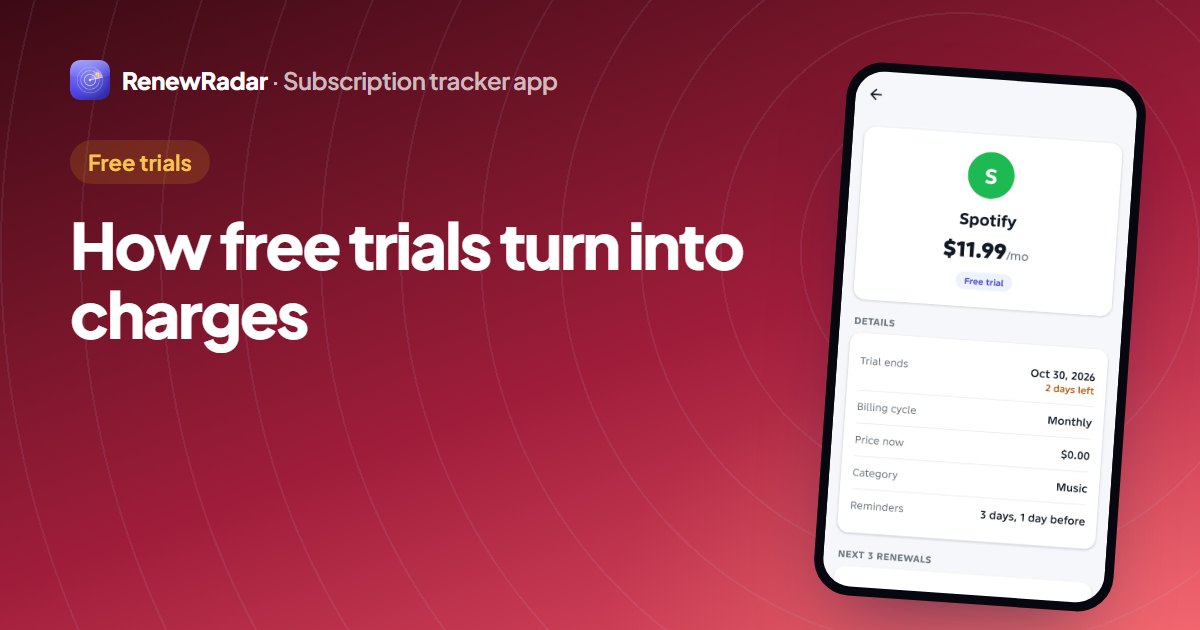 RenewRadar · Subscription tracker app
Free trials
How free trials turn into
charges
S
Spotify
$11.99/mo
Free trial
DETAILS
Trial ends
Oct 30, 2026
2 days left
Billing cycle
Monthly
Price now
$0.00
Category
Music
Reminders
3 days, 1 day before
NEXT 3 RENEWALS